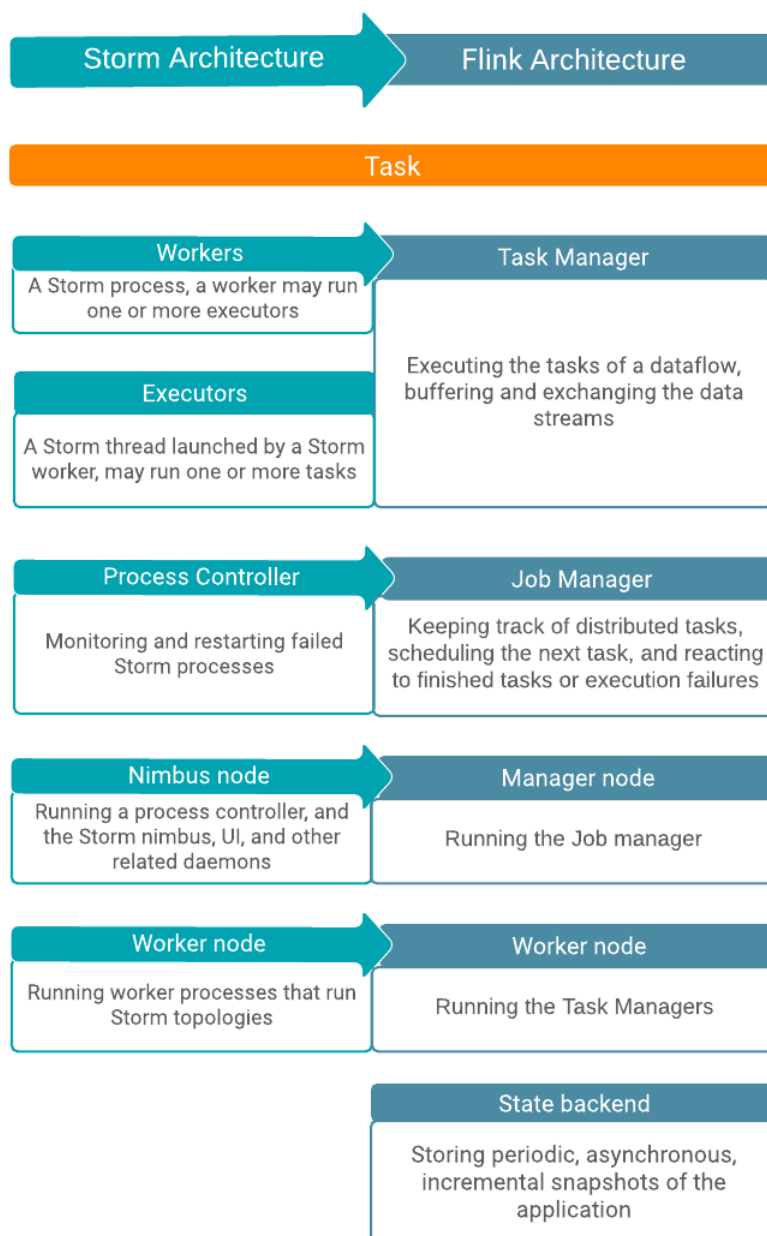 Storm Architecture
Flink Architecture
Task
Workers
A Storm process, a worker may run
one or more executors
Task Manager
Executing the tasks of a dataflow,
buffering and exchanging the data
streams
Executors
A Storm thread launched by a Storm
worker, may run one or more tasks
Process Controller
Monitoring and restarting failed
Storm processes
Job Manager
Keeping track of distributed tasks,
scheduling the next task, and reacting
to finished tasks or execution failures
Nimbus node
Running a process controller, and
the Storm nimbus, UI, and other
related daemons
Manager node
Running the Job manager
Worker node
Running worker processes that run
Storm topologies
Worker node
Running the Task Managers
State backend
Storing periodic, asynchronous,
incremental snapshots of the
application